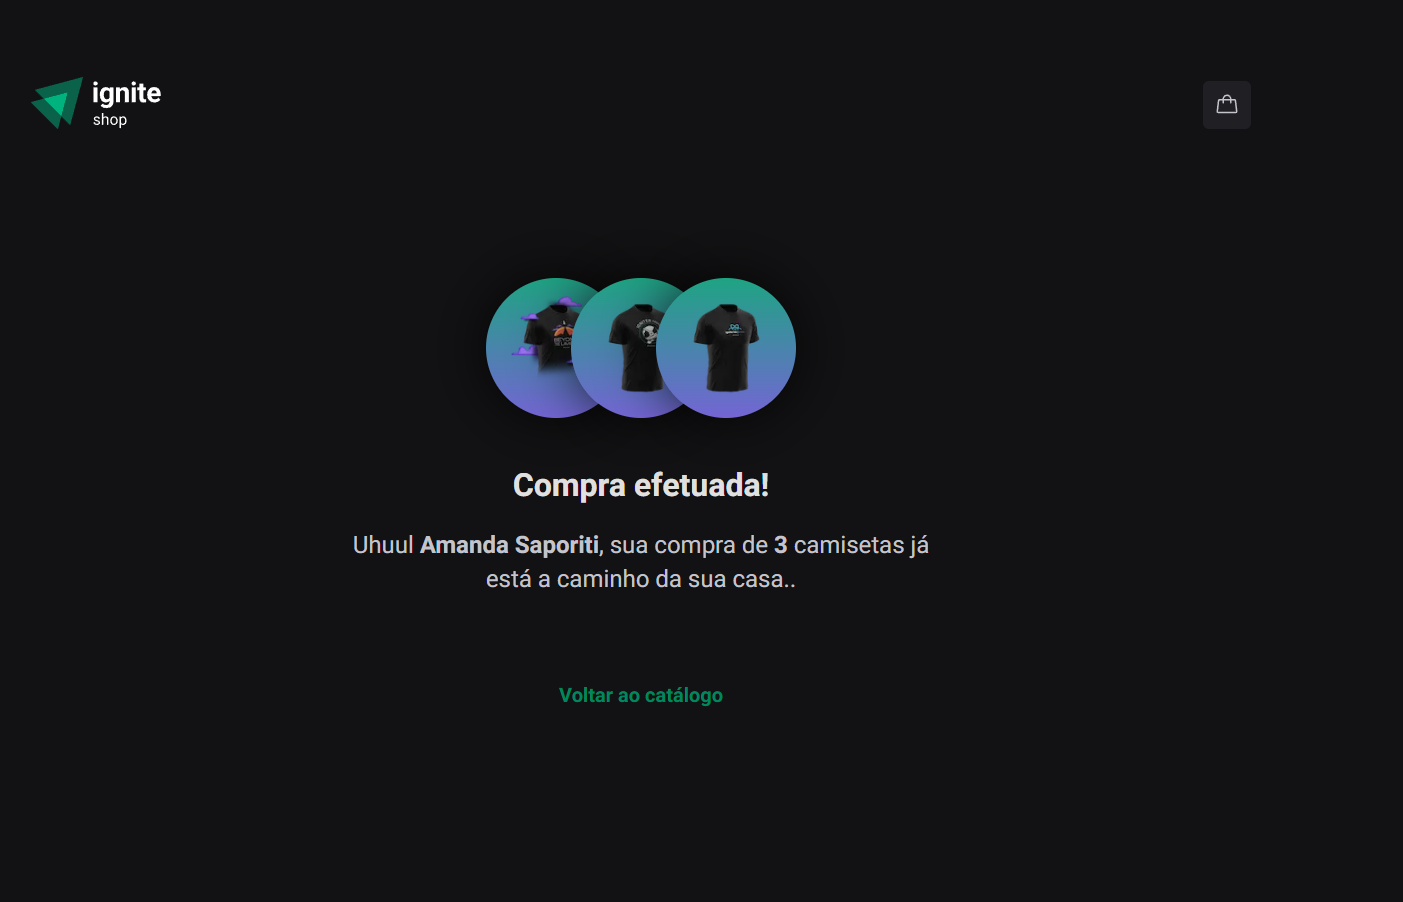 ignite
shop
Compra efetuada!
Uhuul Amanda Saporiti, sua compra de 3 camisetas já
está a caminho da sua casa..
Voltar ao catálogo